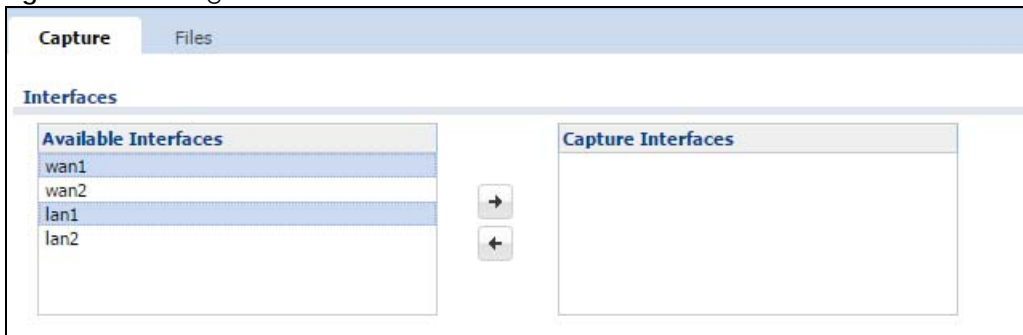 Capture Files
Interfaces
Available Interfaces Capture Interfaces
wan1
wan2
lan1
lan2